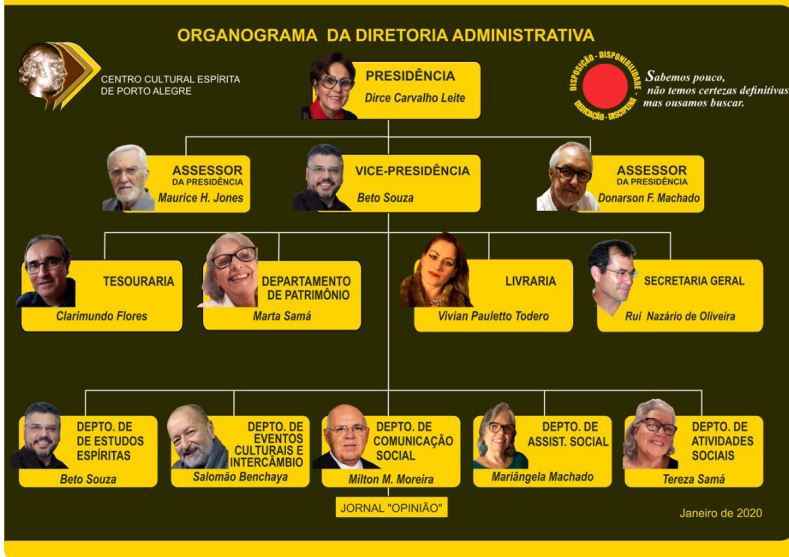 ORGANOGRAMA DA DIRETORIA ADMINISTRATIVA
CENTRO CULTURAL ESPÍRITA
DE PORTO ALEGRE
PRESIDÊNCIA
Dirce Carvalho Leite
DISPOSIÇÃO - DISPONIBILIDADE - DEDICAÇÃO - DISCIPLINA -
Sabemos pouco,
não temos certezas definitivas
mas ousamos buscar.
ASSESSOR
DA PRESIDÊNCIA
Maurice H. Jones
VICE-PRESIDÊNCIA
Beto Souza
ASSESSOR
DA PRESIDÊNCIA
Donarson F. Machado
TESOURARIA
Clarimundo Flores
DEPARTAMENTO
DE PATRIMÔNIO
Marta Samá
LIVRARIA
Vivian Pauletto Todero
SECRETARIA GERAL
Rui Nazário de Oliveira
DEPTO. DE
DE ESTUDOS
ESPÍRITAS
Beto Souza
DEPTO. DE
EVENTOS
CULTURAIS E
INTERCÂMBIO
Salomão Benchaya
DEPTO. DE
COMUNICAÇÂO
SOCIAL
Milton M. Moreira
JORNAL "OPINIÃO"
DEPTO. DE
ASSIST. SOCIAL
Mariângela Machado
DEPTO. DE
ATIVIDADES
SOCIAIS
Tereza Samá
Janeiro de 2020